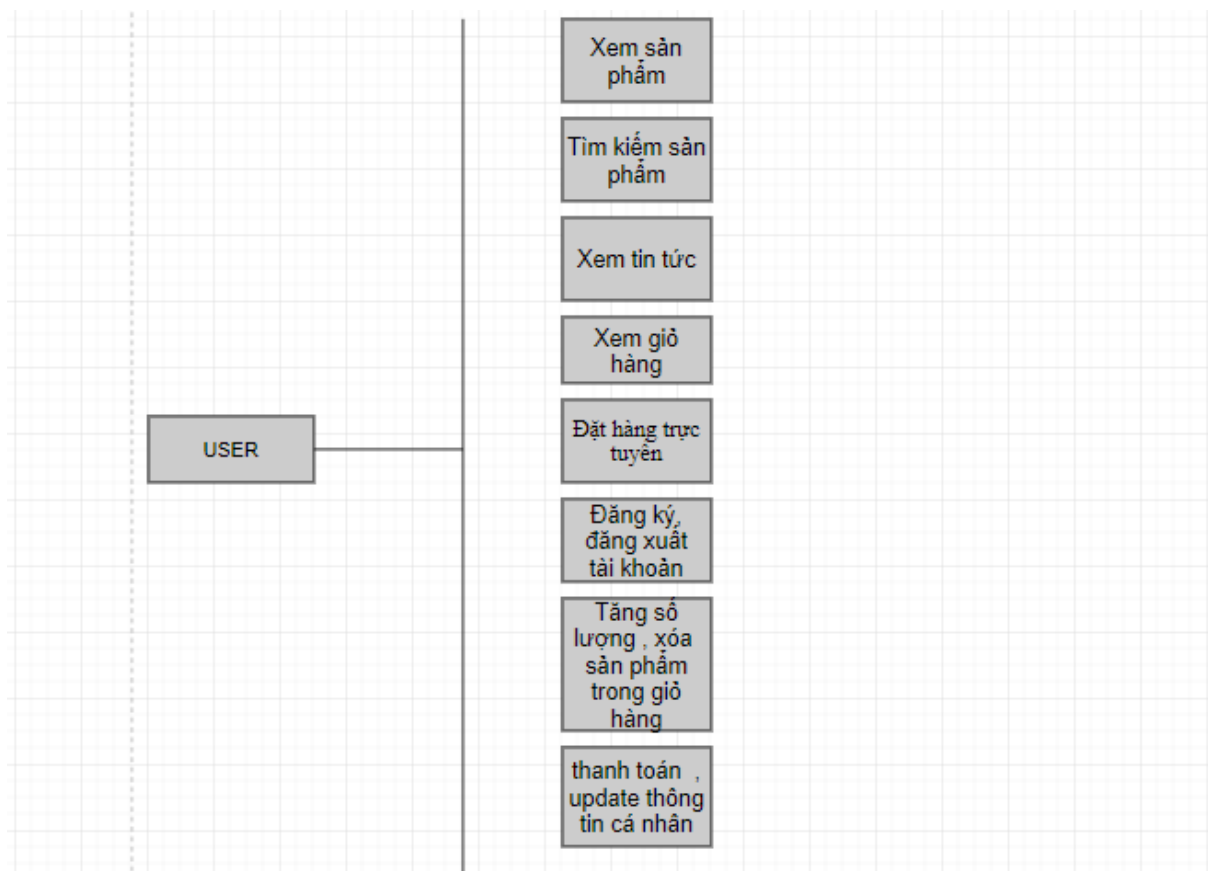 Xem sản
phẩm
Tìm kiếm sản
phẩm
Xem tin tức
Xem giỏ
hàng
USER
Đặt hàng trực
tuyến
Đăng ký,
đăng xuất
tài khoản
Tăng số
lượng , xóa
sản phẩm
trong giỏ
hàng
thanh toán ,
update thông
tin cá nhân